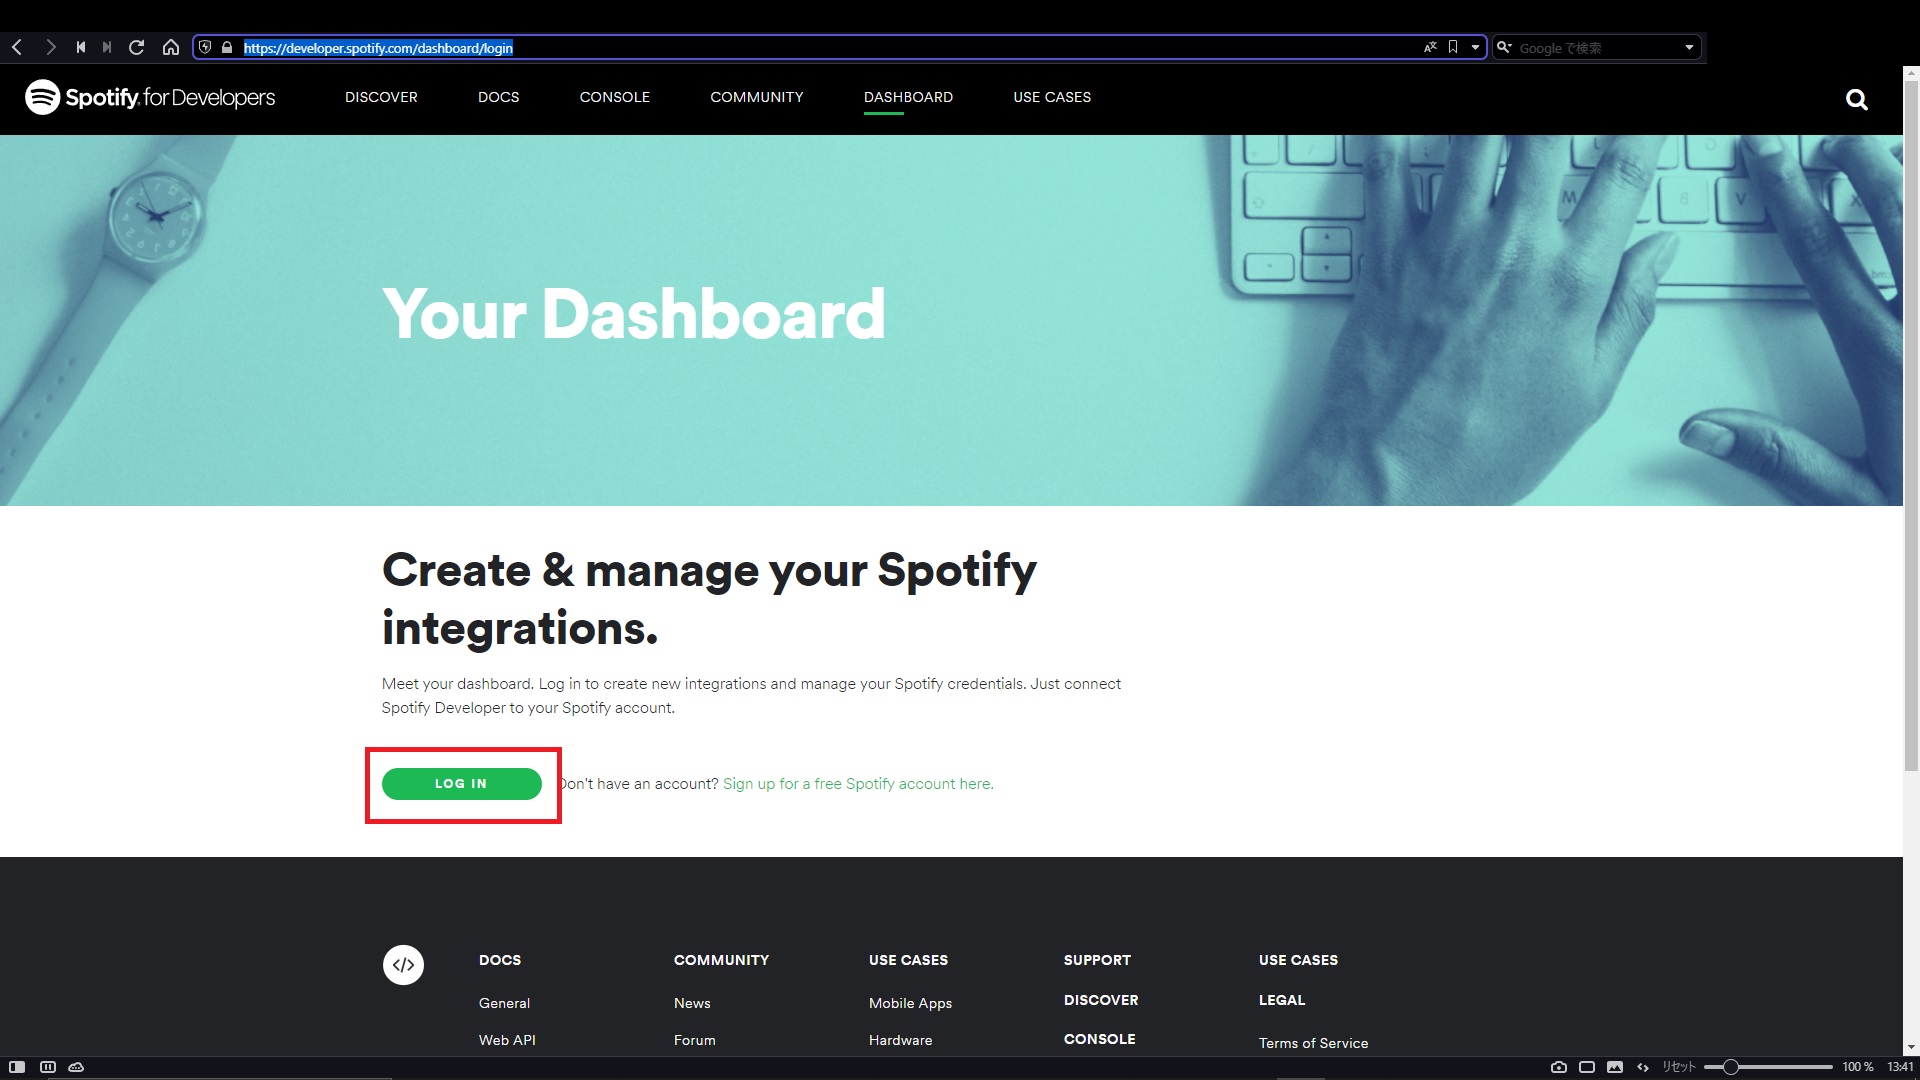 https://developer.spotify.com/dashboard/login
Google で検索
Spotify for Developers
DISCOVER
DOCS
CONSOLE
COMMUNITY
DASHBOARD
USE CASES
Your Dashboard
Create & manage your Spotify
integrations.
Meet your dashboard. Log in to create new integrations and manage your Spotify credentials. Just connect
Spotify Developer to your Spotify account.
LOG IN
Don't have an account? Sign up for a free Spotify account here.
DOCS
General
Web API
COMMUNITY
News
Forum
USE CASES
Mobile Apps
Hardware
SUPPORT
DISCOVER
CONSOLE
USE CASES
LEGAL
Terms of Service
リセット
100 %
13:41